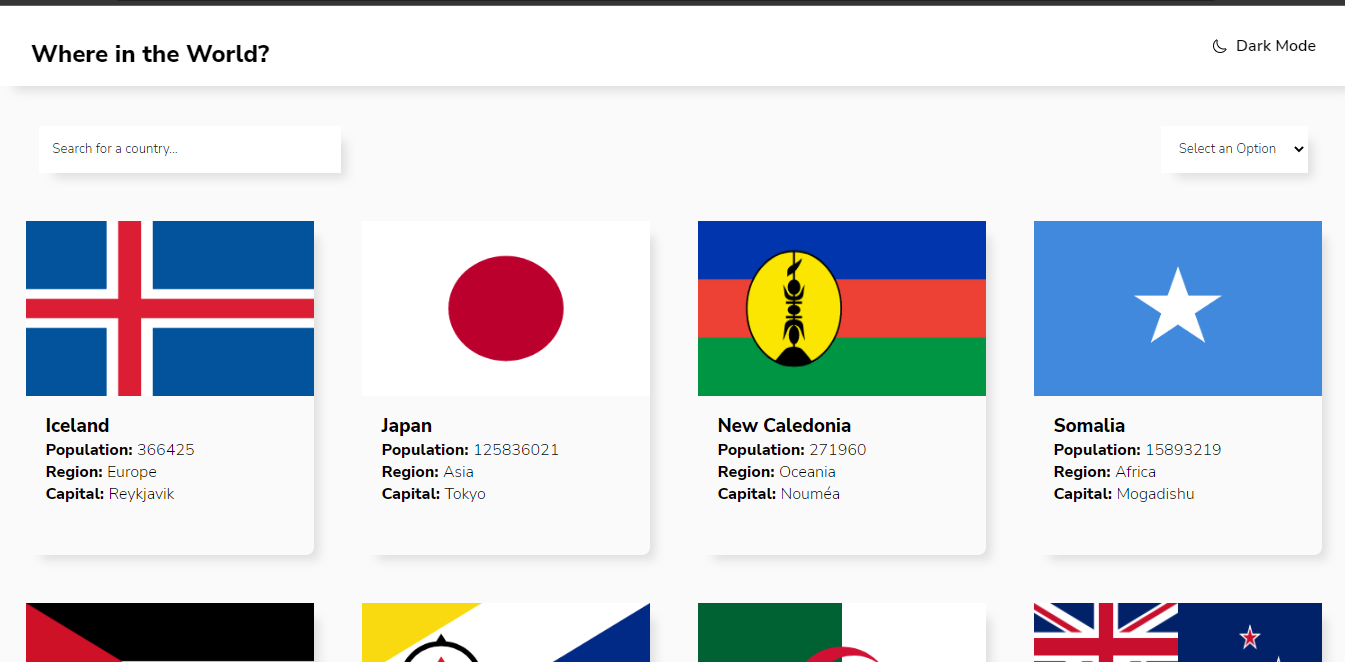 Where in the World?
Dark Mode
Search for a country...
Select an Option
Iceland
Population: 366425
Region: Europe
Capital: Reykjavik
Japan
Population: 125836021
Region: Asia
Capital: Tokyo
New Caledonia
Population: 271960
Region: Oceania
Capital: Nouméa
Somalia
Population: 15893219
Region: Africa
Capital: Mogadishu